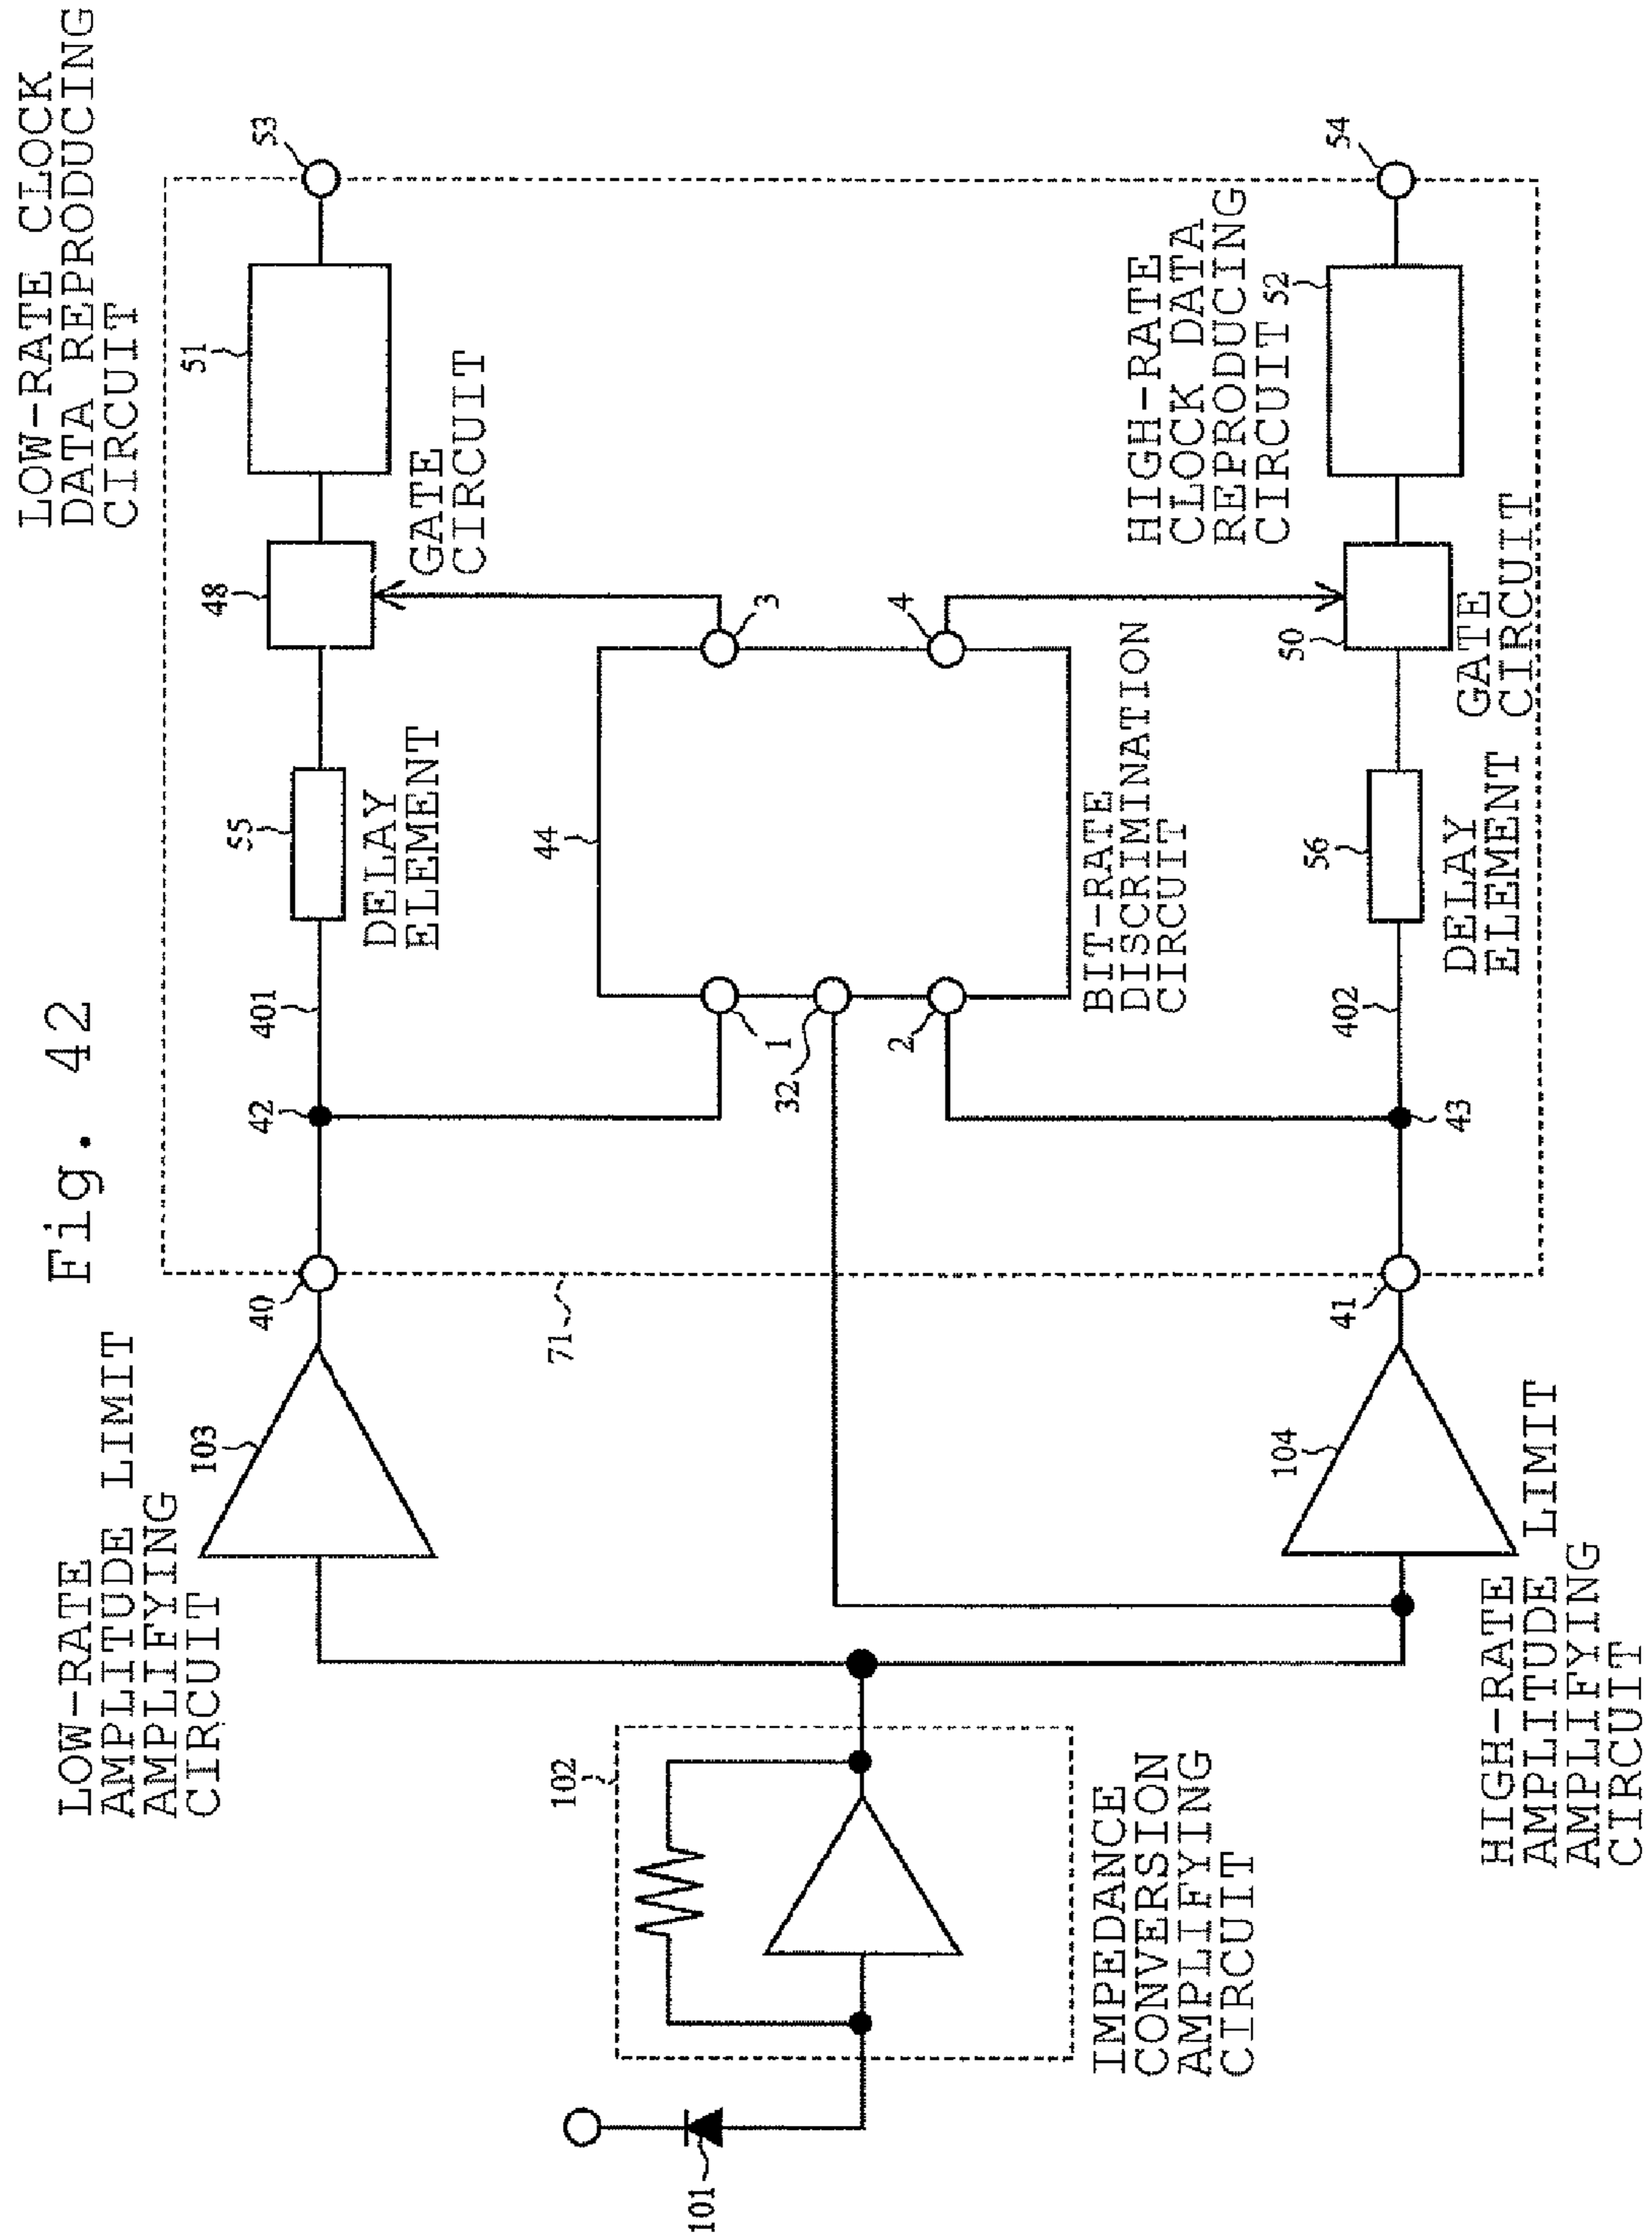 Fig. 42
LOW-RATE
AMPLITUDE LIMIT
AMPLIFYING
CIRCUIT
103
40
42
401
55
DELAY
ELEMENT
48
GATE
CIRCUIT
51
LOW-RATE CLOCK
DATA REPRODUCING
CIRCUIT
53
71
101
102
IMPEDANCE
CONVERSION
AMPLIFYING
CIRCUIT
1
32
2
44
3
4
BIT-RATE
DISCRIMINATION
CIRCUIT
HIGH-RATE
AMPLITUDE LIMIT
AMPLIFYING
CIRCUIT
104
41
43
402
56
DELAY
ELEMENT
50
GATE
CIRCUIT
HIGH-RATE
CLOCK DATA
REPRODUCING
CIRCUIT 52
54